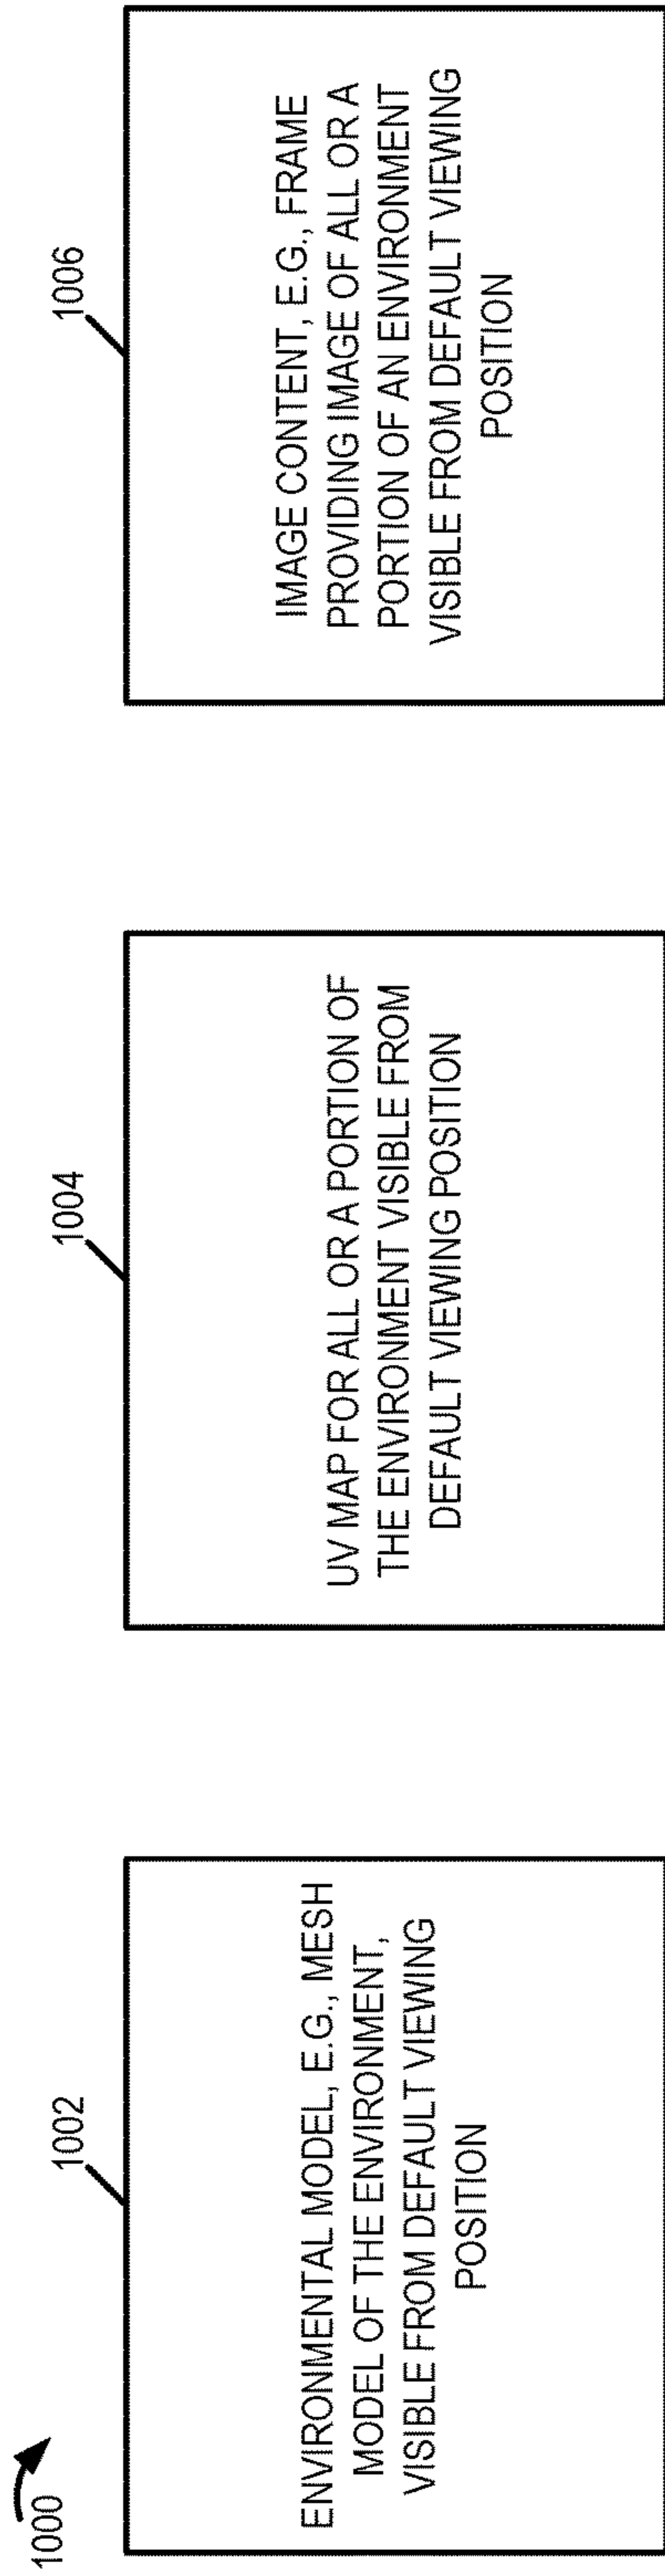 1000
1002
ENVIRONMENTAL MODEL, E.G., MESH
MODEL OF THE ENVIRONMENT,
VISIBLE FROM DEFAULT VIEWING
POSITION
1004
UV MAP FOR ALL OR A PORTION OF
THE ENVIRONMENT VISIBLE FROM
DEFAULT VIEWING POSITION
1006
IMAGE CONTENT, E.G., FRAME
PROVIDING IMAGE OF ALL OR A
PORTION OF AN ENVIRONMENT
VISIBLE FROM DEFAULT VIEWING
POSITION